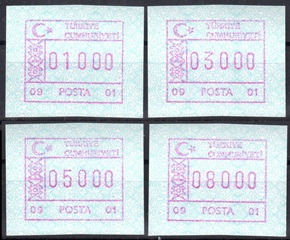 TÜRKİYE
CUMHURİYETİ
01000
09 POSTA 01
TÜRKİYE
CUMHURİYETİ
03000
09 POSTA 01
TÜRKİYE
CUMHURİYETİ
05000
09 POSTA 01
TÜRKİYE
CUMHURİYETİ
08000
09 POSTA 01